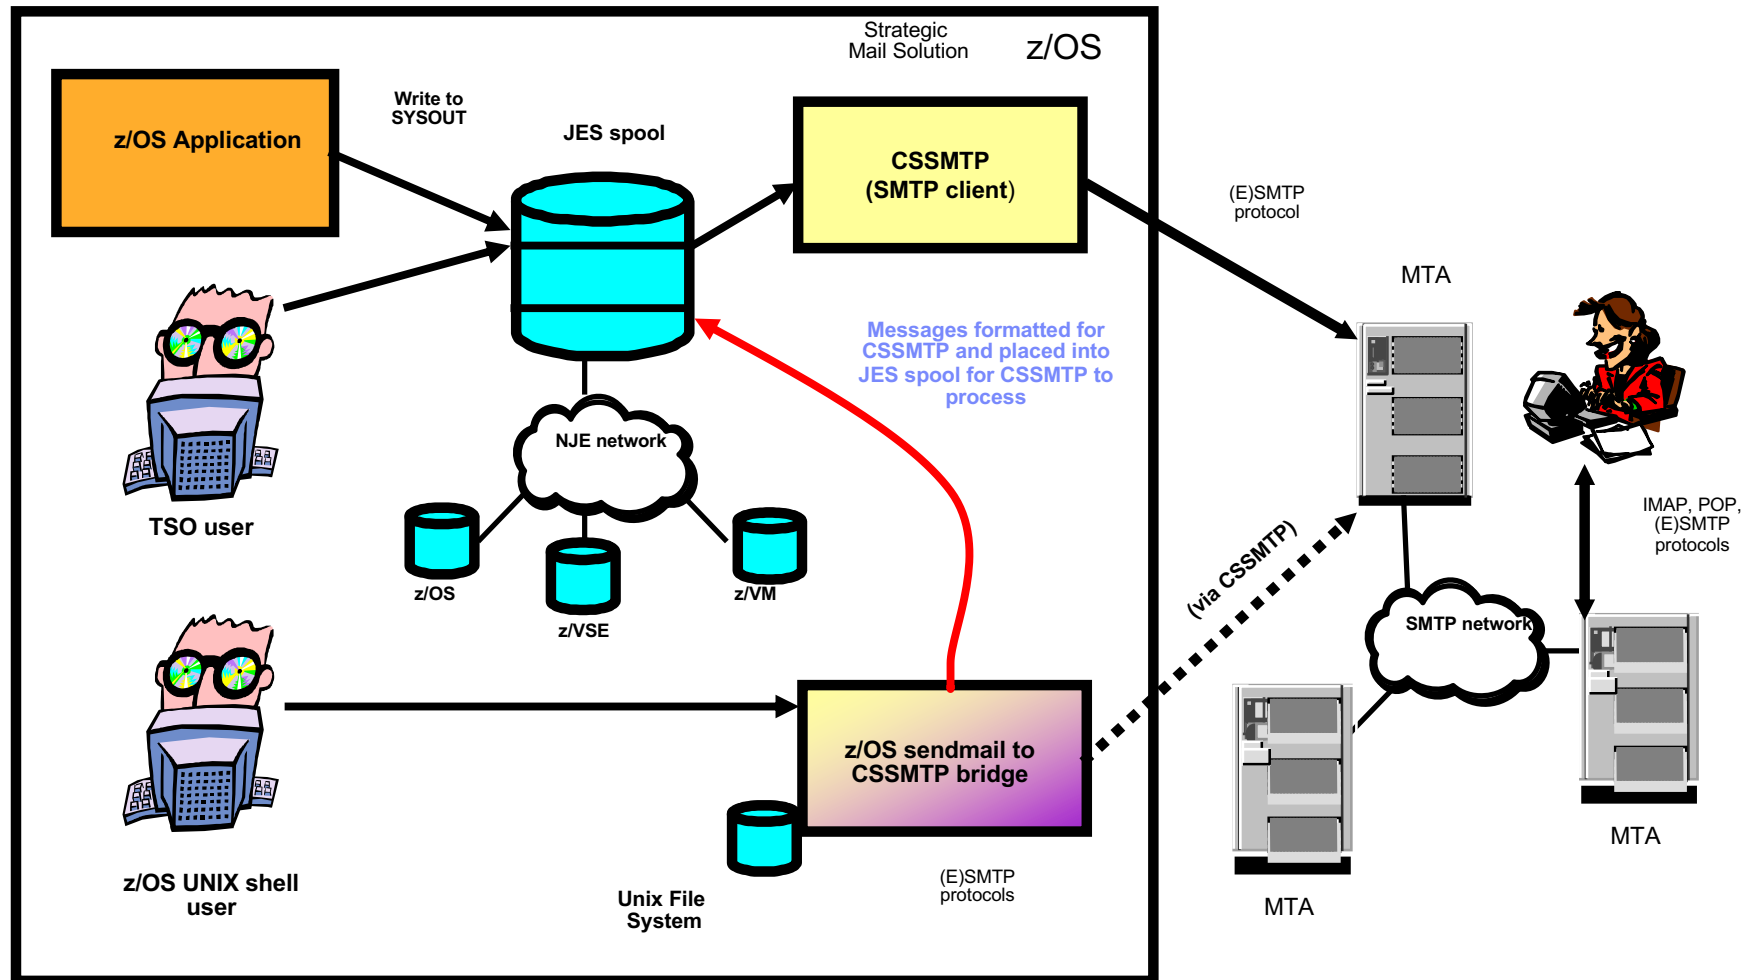 Strategic
Mail Solution
z/OS
z/OS Application
Write to
SYSOUT
JES spool
CSSMTP
(SMTP client)
(E)SMTP
protocol
MTA
Messages formatted for
CSSMTP and placed into
JES spool for CSSMTP to
process
NJE network
TSO user
z/OS
z/VSE
z/VM
(via CSSMTP)
IMAP, POP,
(E)SMTP
protocols
SMTP network
z/OS sendmail to
CSSMTP bridge
z/OS UNIX shell
user
Unix File
System
(E)SMTP
protocols
MTA
MTA